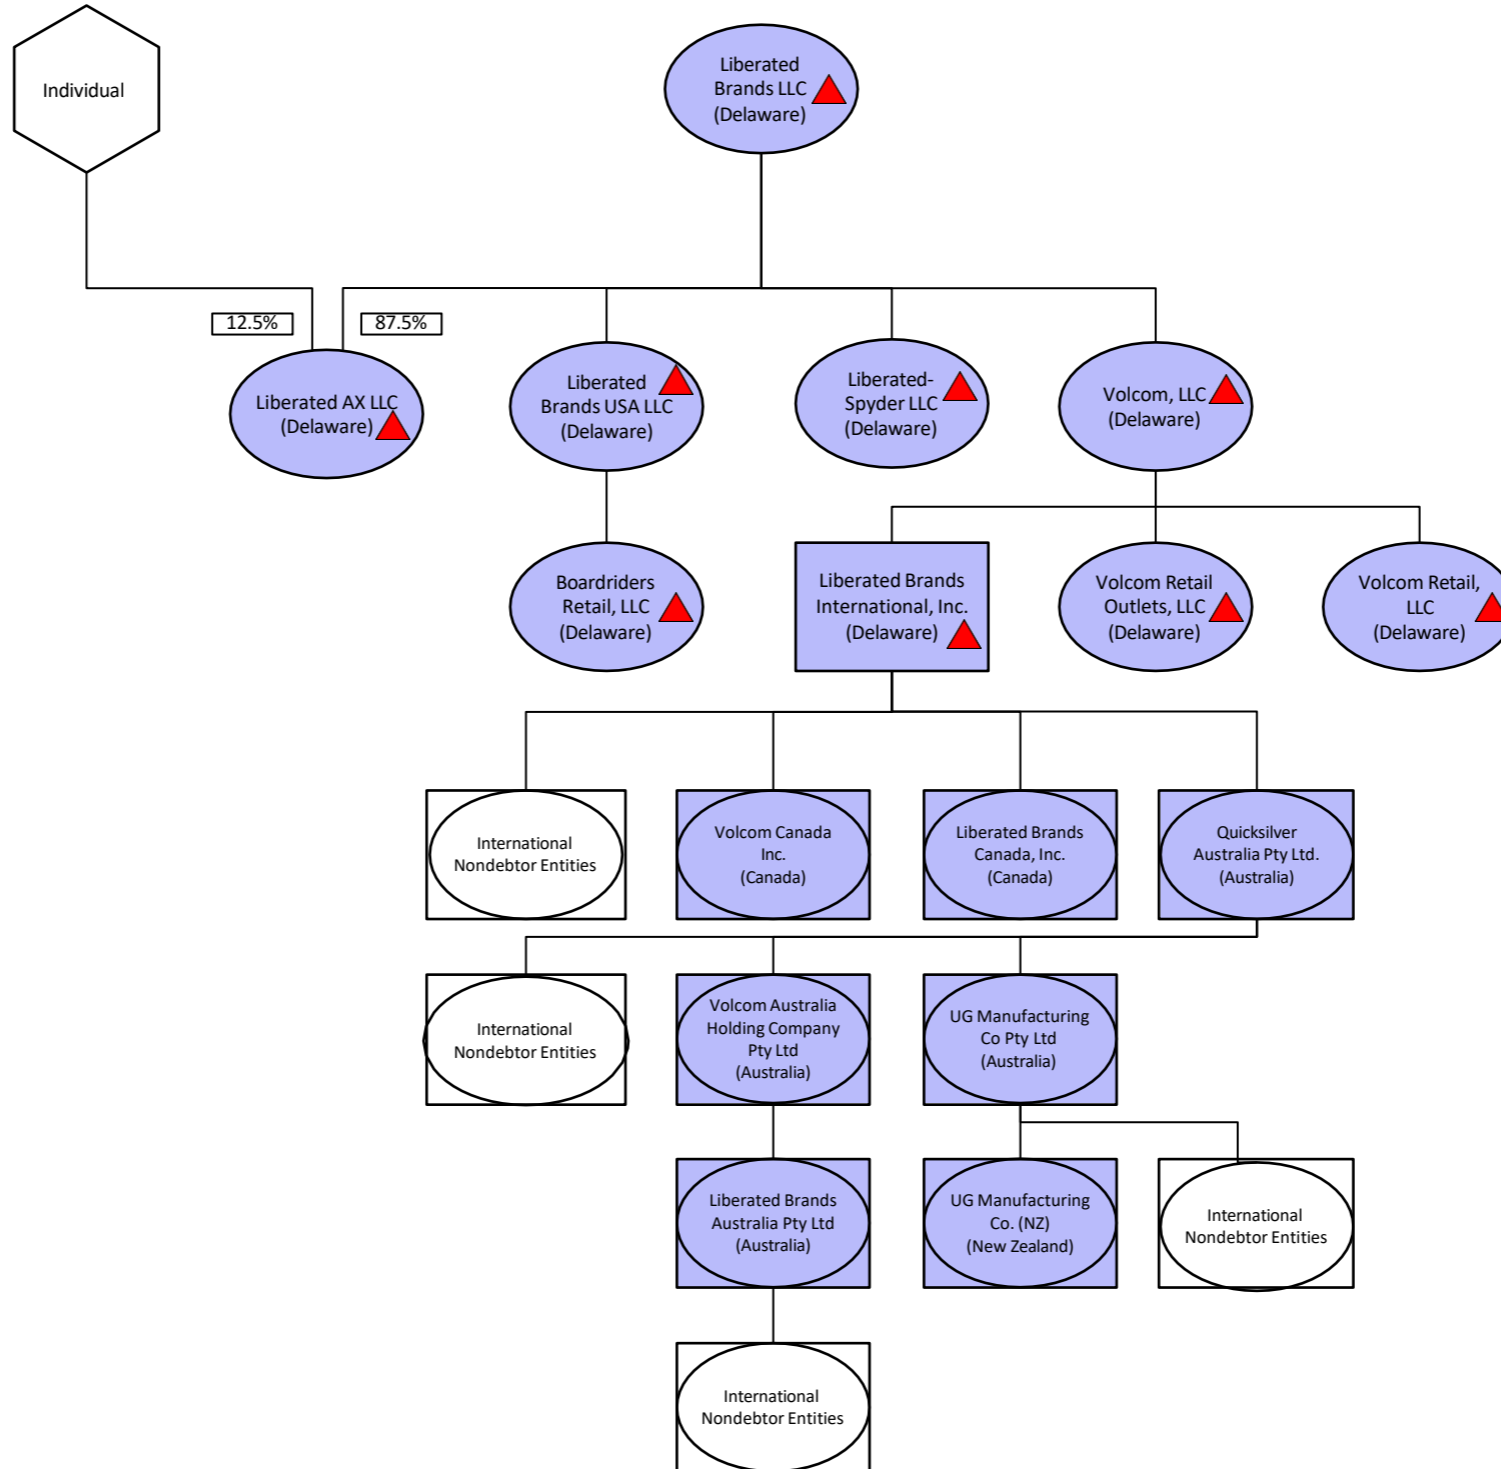 Individual
Liberated
Brands LLC
(Delaware)
12.5%
87.5%
Liberated AX LLC
(Delaware)
Liberated
Brands USA LLC
(Delaware)
Liberated-
Spyder LLC
(Delaware)
Volcom, LLC
(Delaware)
Boardriders
Retail, LLC
(Delaware)
Liberated Brands
International, Inc.
(Delaware)
Volcom Retail
Outlets, LLC
(Delaware)
Volcom Retail,
LLC
(Delaware)
International
Nondebtor Entities
Volcom Canada
Inc.
(Canada)
Liberated Brands
Canada, Inc.
(Canada)
Quicksilver
Australia Pty Ltd.
(Australia)
International
Nondebtor Entities
Volcom Australia
Holding Company
Pty Ltd
(Australia)
UG Manufacturing
Co Pty Ltd
(Australia)
Liberated Brands
Australia Pty Ltd
(Australia)
UG Manufacturing
Co. (NZ)
(New Zealand)
International
Nondebtor Entities
International
Nondebtor Entities